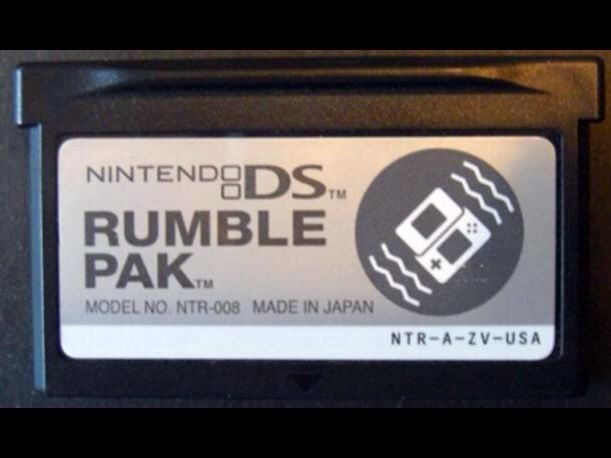 NINTENDO DS™
RUMBLE
PAK™
MODEL NO. NTR-008 MADE IN JAPAN
NTR-A-ZV-USA